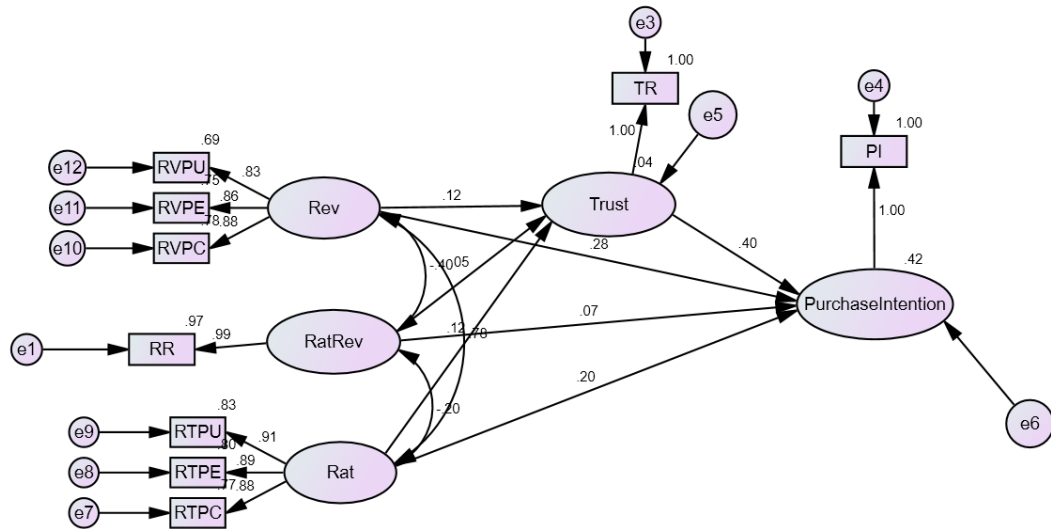 e3
1.00
TR
e4
1.00
e5
PI
1.00
.04
.69
e12
RVPU
.83
.75
e11
RVPE
.86
Rev
.12
Trust
.78
.88
e10
RVPC
.28
.40
1.00
-.40
.05
.42
PurchaseIntention
.97
.99
e1
RR
RatRev
.12
.78
.07
.83
-.20
.20
e9
RTPU
.91
.80
e8
RTPE
.89
Rat
e6
.77
.88
e7
RTPC